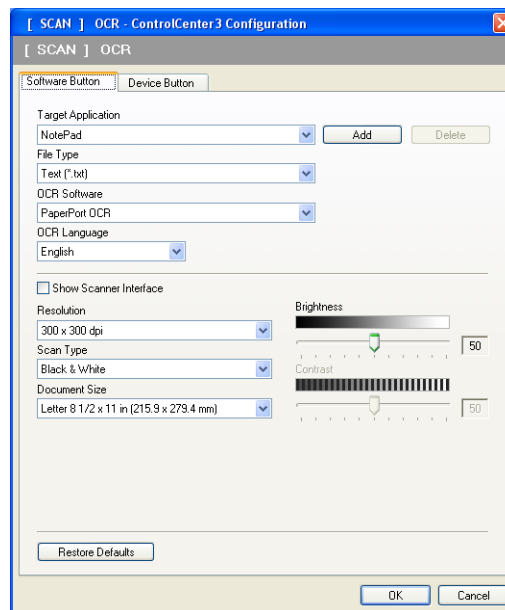 [ SCAN ]  OCR - ControlCenter3 Configuration
[ SCAN ]  OCR
Software Button  Device Button
Target Application
NotePad  Add  Delete
File Type
Text (*.txt)
OCR Software
PaperPort OCR
OCR Language
English
Show Scanner Interface
Resolution  Brightness
300 x 300 dpi  50
Scan Type  Contrast
Black & White
Document Size
Letter 8 1/2 x 11 in (215.9 x 279.4 mm)  50
Restore Defaults
OK  Cancel